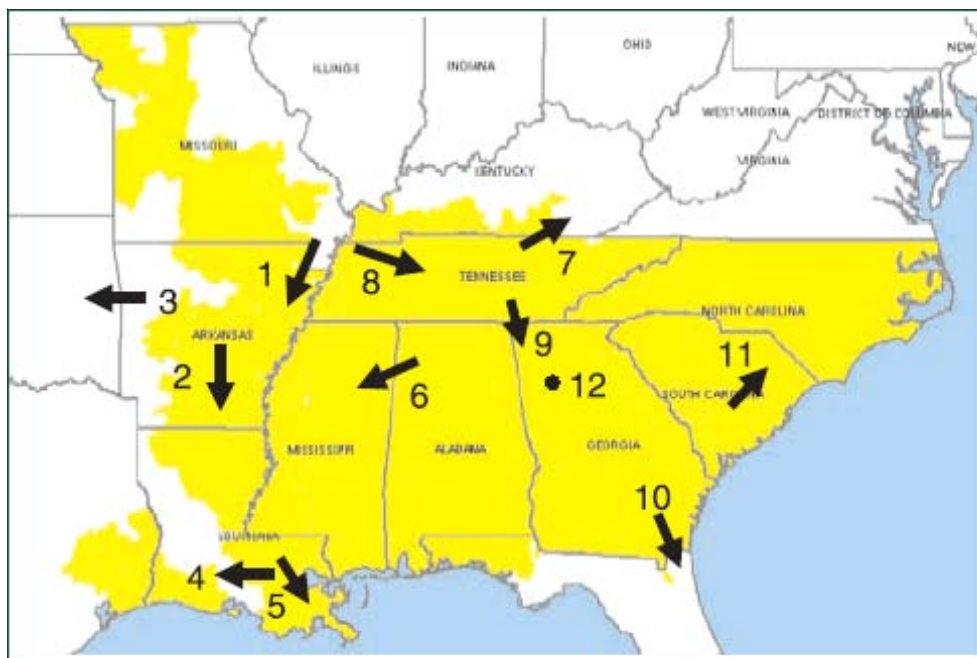 OHIO
NEW
ILLINOIS
INDIANA
WEST VIRGINIA
DISTRICT OF COLUMBIA
MISSOURI
KENTUCKY
VIRGINIA
1
8
7
TENNESSEE
3
NORTH CAROLINA
ARKANSAS
9
2
6
12
11
SOUTH CAROLINA
MISSISSIPPI
ALABAMA
GEORGIA
10
LOUISIANA
4
5